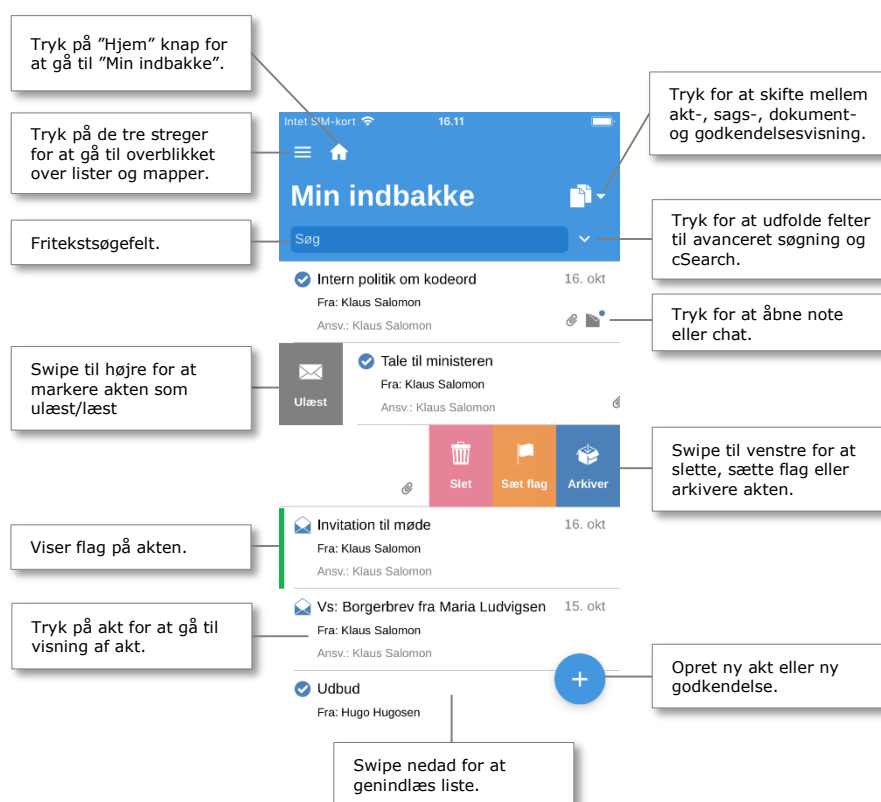 Tryk på ”Hjem” knap for
at gå til ”Min indbakke”.
Tryk på de tre streger
for at gå til overblikket
over lister og mapper.
Fritekstsøgefelt.
Swipe til højre for at
markere akten som
ulæst/læst
Viser flag på akten.
Tryk på akt for at gå til
visning af akt.
Intet SIM-kort
16.11
Min indbakke
Søg
Intern politik om kodeord
16. okt
Fra: Klaus Salomon
Ansv.: Klaus Salomon
Ulæst
Tale til ministeren
Fra: Klaus Salomon
Ansv.: Klaus Salomon
Slet
Sæt flag
Arkiver
Invitation til møde
16. okt
Fra: Klaus Salomon
Ansv.: Klaus Salomon
Vs: Borgerbrev fra Maria Ludvigsen
15. okt
Fra: Klaus Salomon
Ansv.: Klaus Salomon
Udbud
Fra: Hugo Hugosen
Tryk for at skifte mellem
akt-, sags-, dokument-
og godkendelsesvisning.
Tryk for at udfolde felter
til avanceret søgning og
cSearch.
Tryk for at åbne note
eller chat.
Swipe til venstre for at
slette, sætte flag eller
arkivere akten.
Opret ny akt eller ny
godkendelse.
Swipe nedad for at
genindlæs liste.